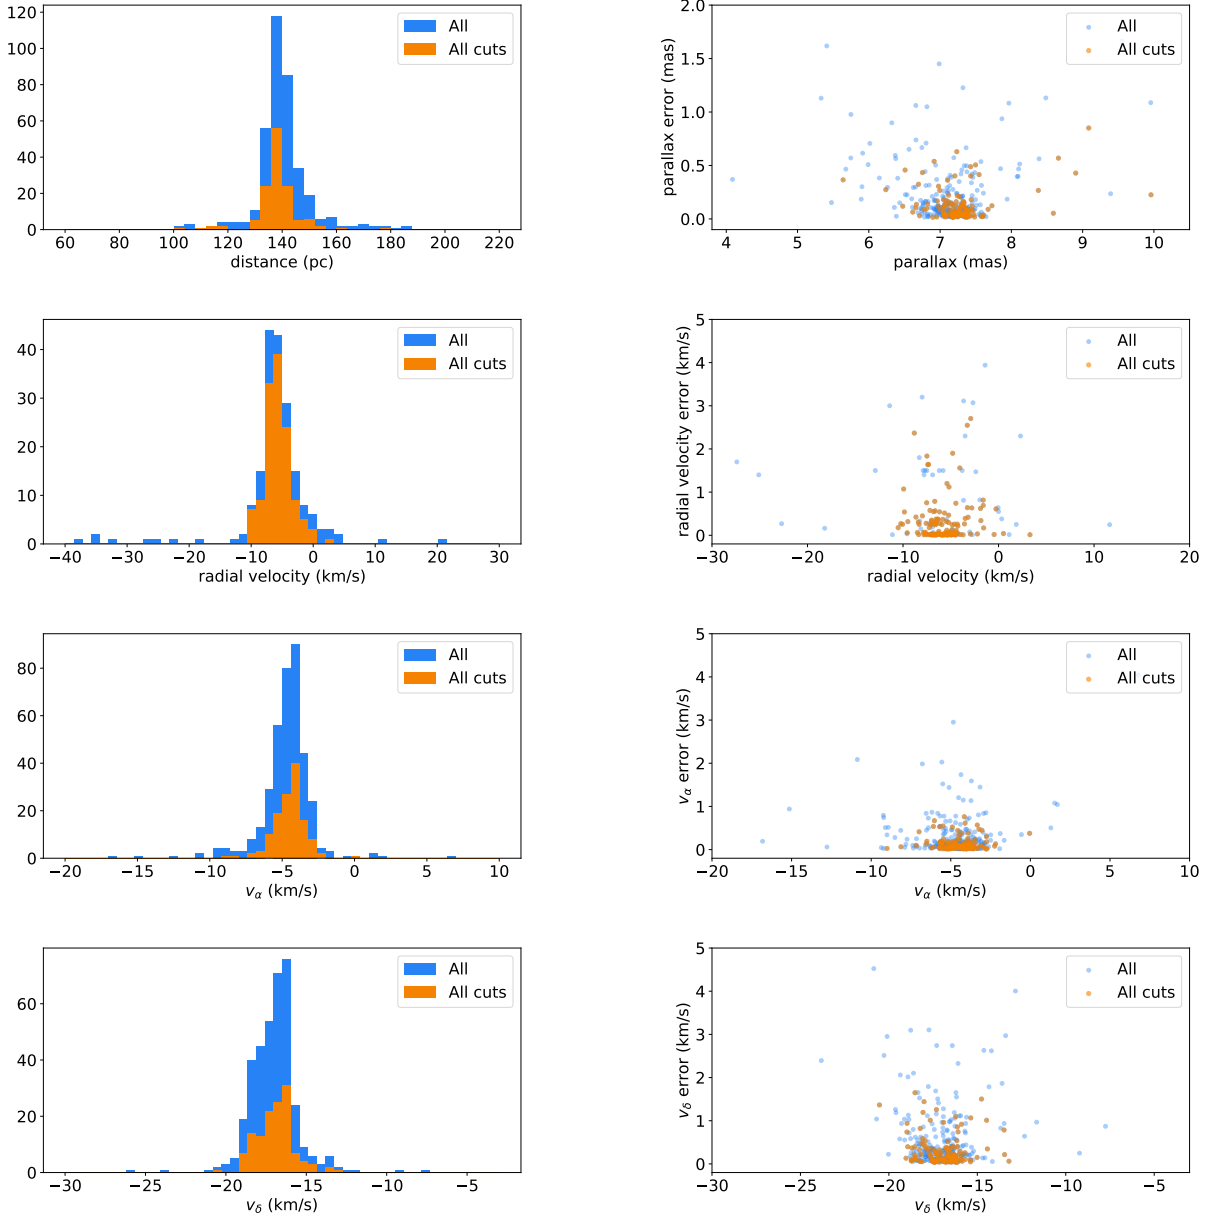 120
100
80
60
40
20
0
All
All cuts
60 80 100 120 140 160 180 200 220
distance (pc)
parallax error (mas)
2.0
1.5
1.0
0.5
0.0
All
All cuts
4 5 6 7 8 9 10
parallax (mas)
40
30
20
10
0
All
All cuts
−40 −30 −20 −10 0 10 20 30
radial velocity (km/s)
radial velocity error (km/s)
5
4
3
2
1
0
All
All cuts
−30 −20 −10 0 10 20
radial velocity (km/s)
80
60
40
20
0
All
All cuts
−20 −15 −10 −5 0 5 10
v_α (km/s)
v_α error (km/s)
5
4
3
2
1
0
All
All cuts
−20 −15 −10 −5 0 5 10
v_α (km/s)
60
40
20
0
All
All cuts
−30 −25 −20 −15 −10 −5
v_δ (km/s)
v_δ error (km/s)
5
4
3
2
1
0
All
All cuts
−30 −25 −20 −15 −10 −5
v_δ (km/s)